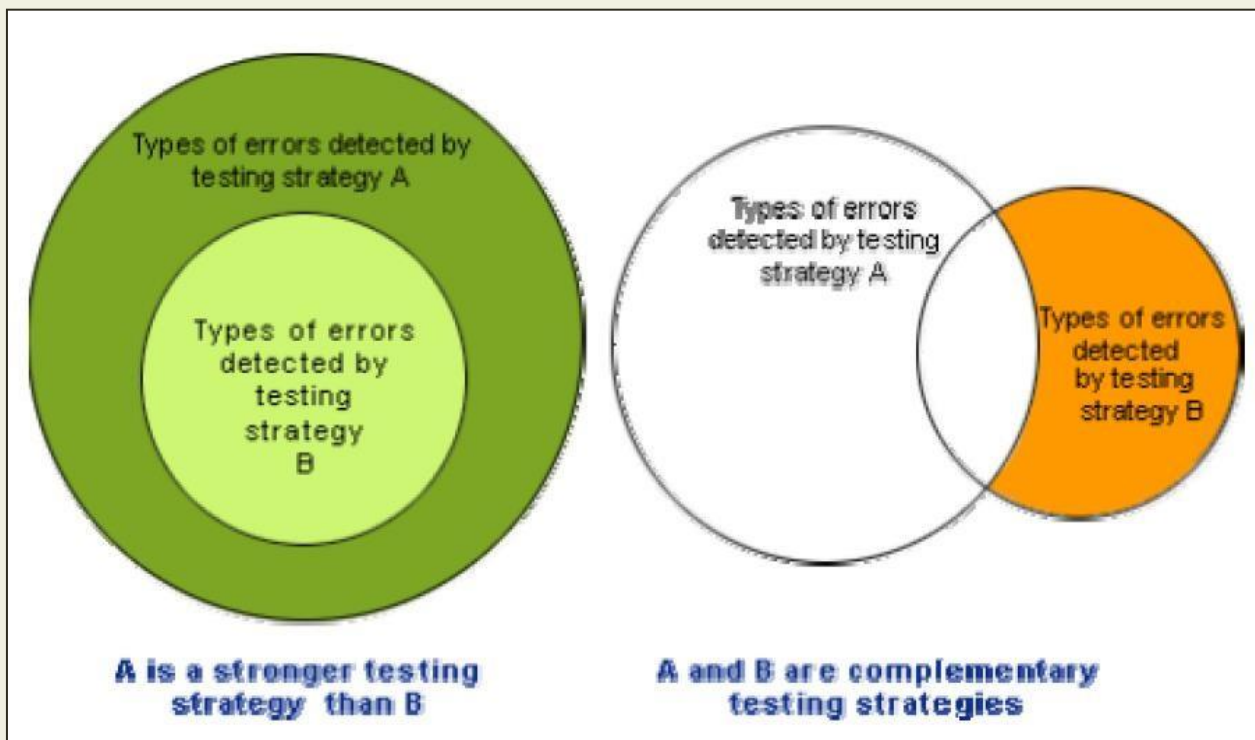 Types of errors detected by
testing strategy A
Types of errors
detected by
testing
strategy
B
A is a stronger testing
strategy than B
Types of errors
detected by testing
strategy A
Types of errors
detected
by testing
strategy B
A and B are complementary
testing strategies